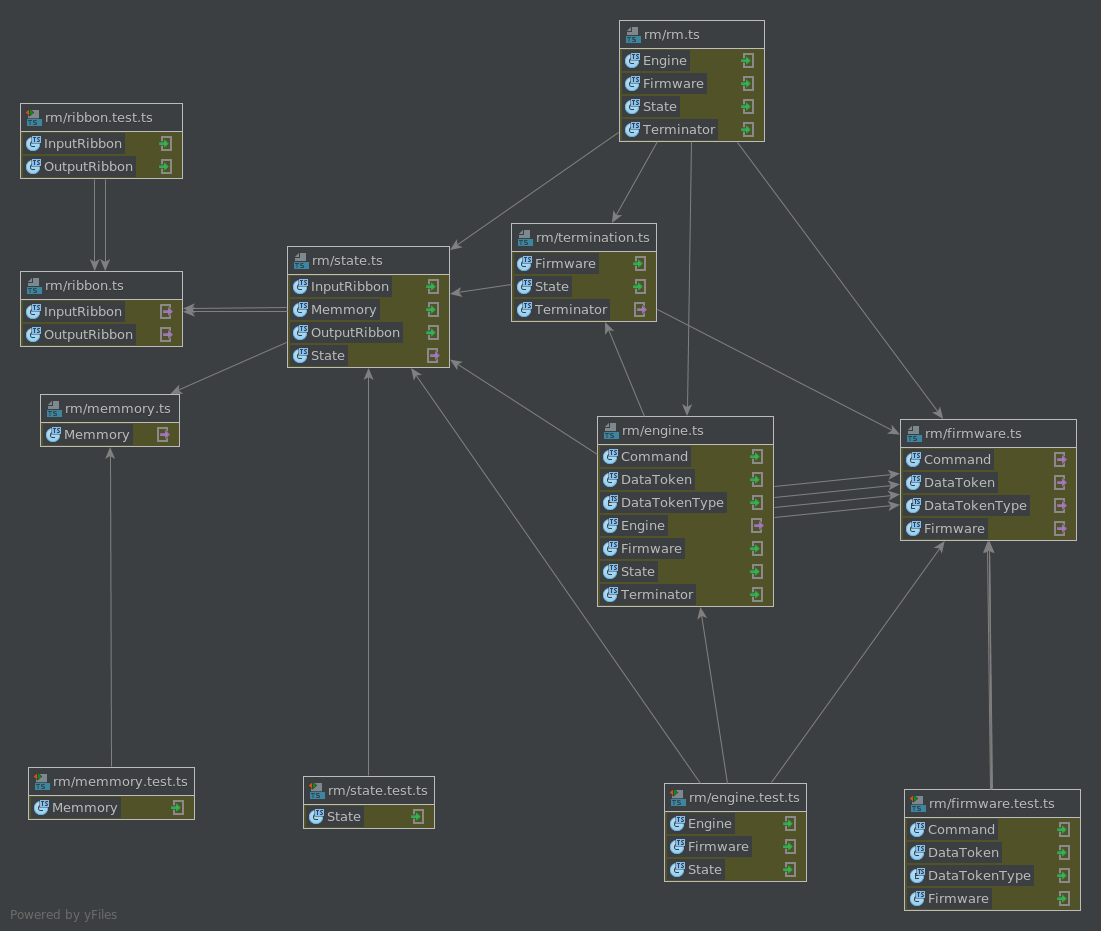 rm/rm.ts
Engine
Firmware
State
Terminator
rm/ribbon.test.ts
InputRibbon
OutputRibbon
rm/termination.ts
Firmware
State
Terminator
rm/state.ts
InputRibbon
Memmory
OutputRibbon
State
rm/ribbon.ts
InputRibbon
OutputRibbon
rm/memmory.ts
Memmory
rm/engine.ts
Command
DataToken
DataTokenType
Engine
Firmware
State
Terminator
rm/firmware.ts
Command
DataToken
DataTokenType
Firmware
rm/memmory.test.ts
Memmory
rm/state.test.ts
State
rm/engine.test.ts
Engine
Firmware
State
rm/firmware.test.ts
Command
DataToken
DataTokenType
Firmware
Powered by yFiles